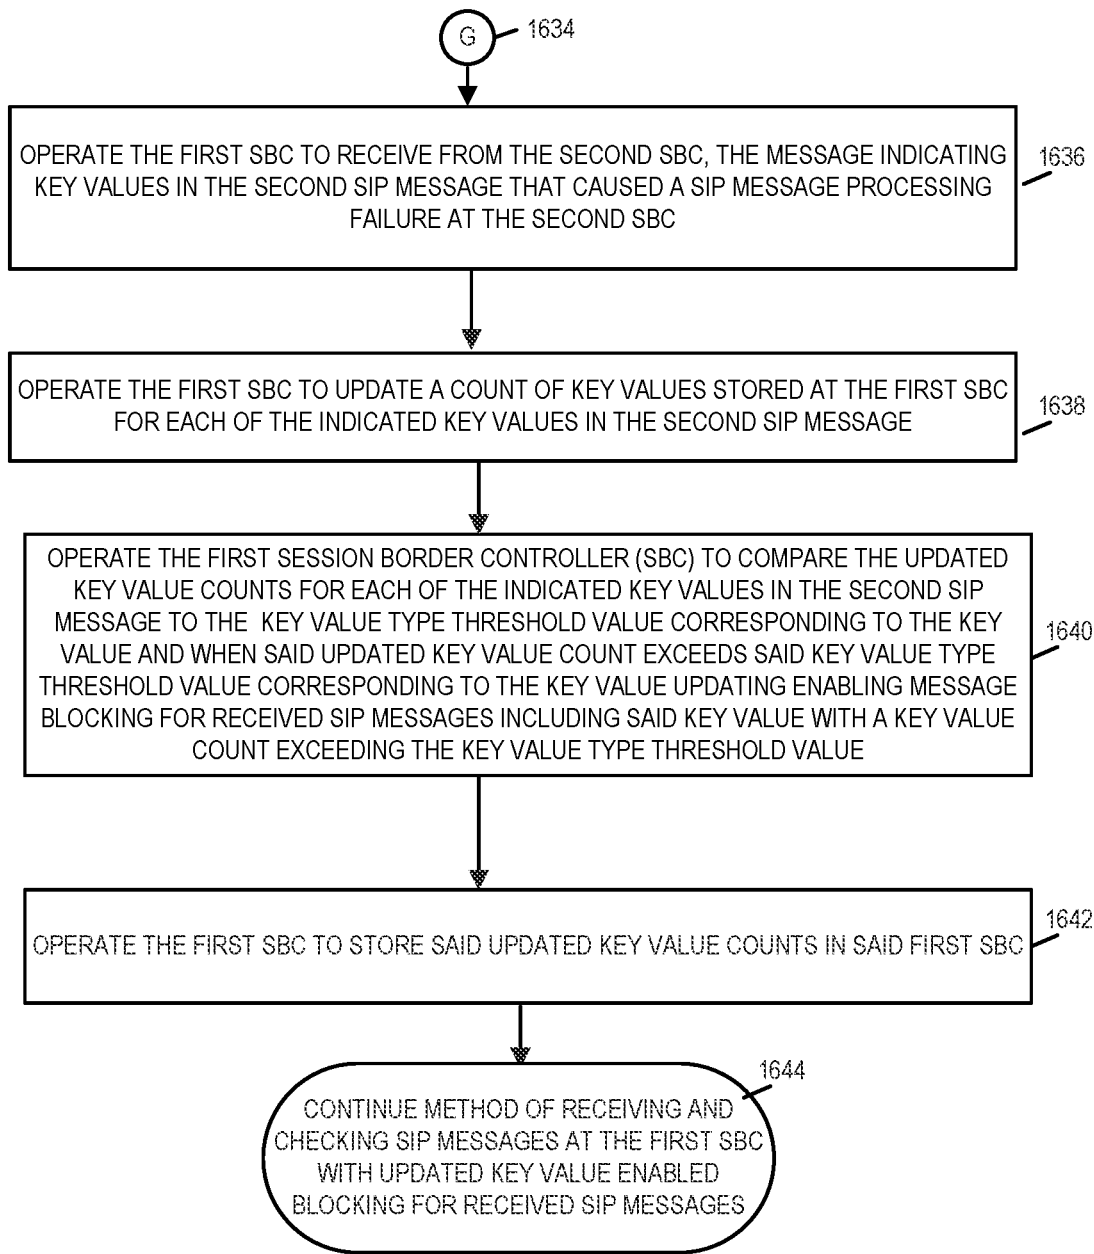 G
1634
OPERATE THE FIRST SBC TO RECEIVE FROM THE SECOND SBC, THE MESSAGE INDICATING
KEY VALUES IN THE SECOND SIP MESSAGE THAT CAUSED A SIP MESSAGE PROCESSING
FAILURE AT THE SECOND SBC
1636
OPERATE THE FIRST SBC TO UPDATE A COUNT OF KEY VALUES STORED AT THE FIRST SBC
FOR EACH OF THE INDICATED KEY VALUES IN THE SECOND SIP MESSAGE
1638
OPERATE THE FIRST SESSION BORDER CONTROLLER (SBC) TO COMPARE THE UPDATED
KEY VALUE COUNTS FOR EACH OF THE INDICATED KEY VALUES IN THE SECOND SIP
MESSAGE TO THE KEY VALUE TYPE THRESHOLD VALUE CORRESPONDING TO THE KEY
VALUE AND WHEN SAID UPDATED KEY VALUE COUNT EXCEEDS SAID KEY VALUE TYPE
THRESHOLD VALUE CORRESPONDING TO THE KEY VALUE UPDATING ENABLING MESSAGE
BLOCKING FOR RECEIVED SIP MESSAGES INCLUDING SAID KEY VALUE WITH A KEY VALUE
COUNT EXCEEDING THE KEY VALUE TYPE THRESHOLD VALUE
1640
OPERATE THE FIRST SBC TO STORE SAID UPDATED KEY VALUE COUNTS IN SAID FIRST SBC
1642
1644
CONTINUE METHOD OF RECEIVING AND
CHECKING SIP MESSAGES AT THE FIRST SBC
WITH UPDATED KEY VALUE ENABLED
BLOCKING FOR RECEIVED SIP MESSAGES